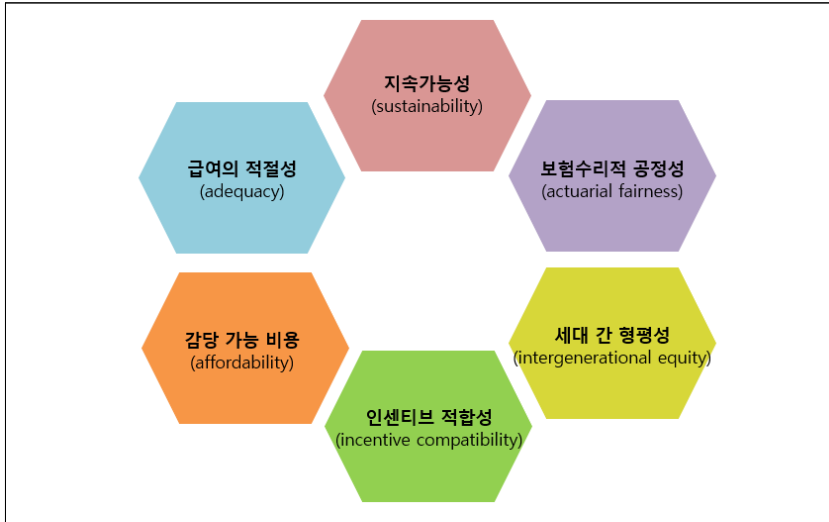 지속가능성
(sustainability)
급여의 적절성
(adequacy)
보험수리적 공정성
(actuarial fairness)
감당 가능 비용
(affordability)
세대 간 형평성
(intergenerational equity)
인센티브 적합성
(incentive compatibility)